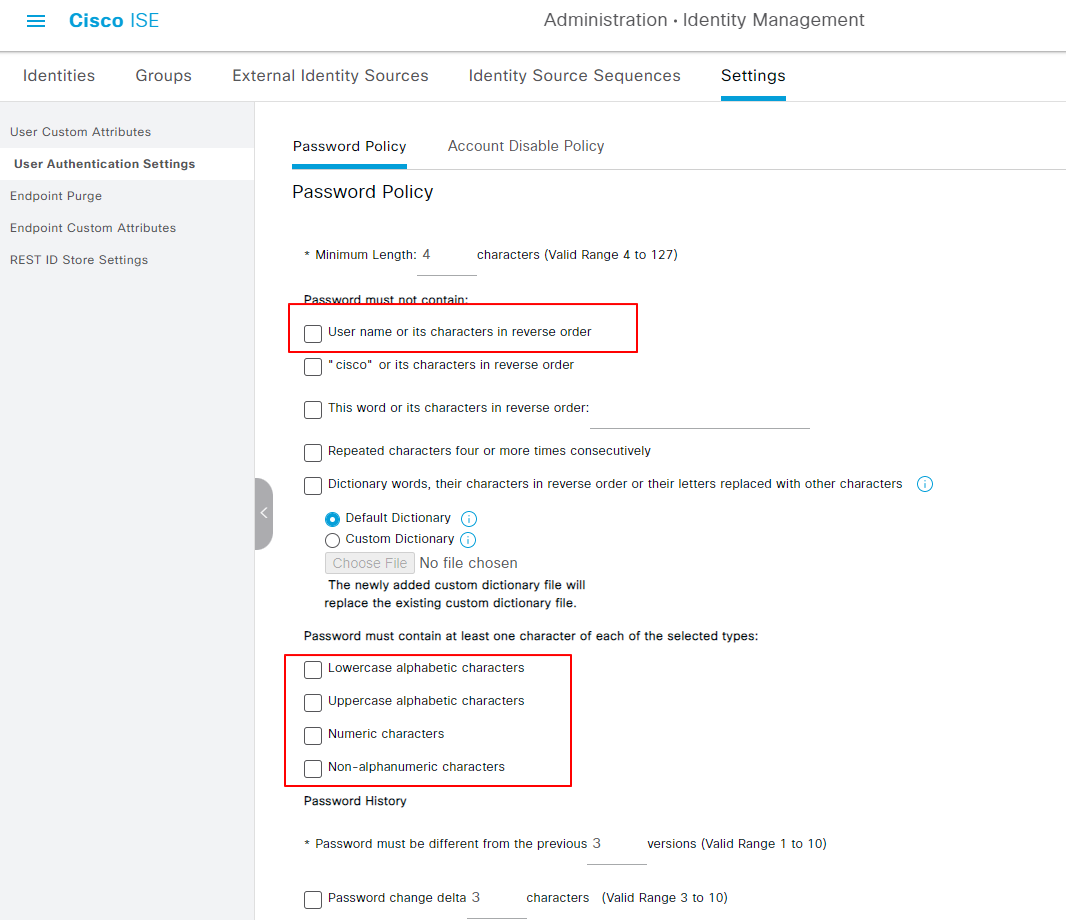 Cisco ISE
Administration · Identity Management
Identities Groups External Identity Sources Identity Source Sequences Settings
User Custom Attributes
User Authentication Settings
Endpoint Purge
Endpoint Custom Attributes
REST ID Store Settings
Password Policy Account Disable Policy
Password Policy
* Minimum Length: 4 characters (Valid Range 4 to 127)
Password must not contain:
User name or its characters in reverse order
"cisco" or its characters in reverse order
This word or its characters in reverse order:
Repeated characters four or more times consecutively
Dictionary words, their characters in reverse order or their letters replaced with other characters
Default Dictionary
Custom Dictionary
Choose File No file chosen
The newly added custom dictionary file will
replace the existing custom dictionary file.
Password must contain at least one character of each of the selected types:
Lowercase alphabetic characters
Uppercase alphabetic characters
Numeric characters
Non-alphanumeric characters
Password History
* Password must be different from the previous 3 versions (Valid Range 1 to 10)
Password change delta 3 characters (Valid Range 3 to 10)